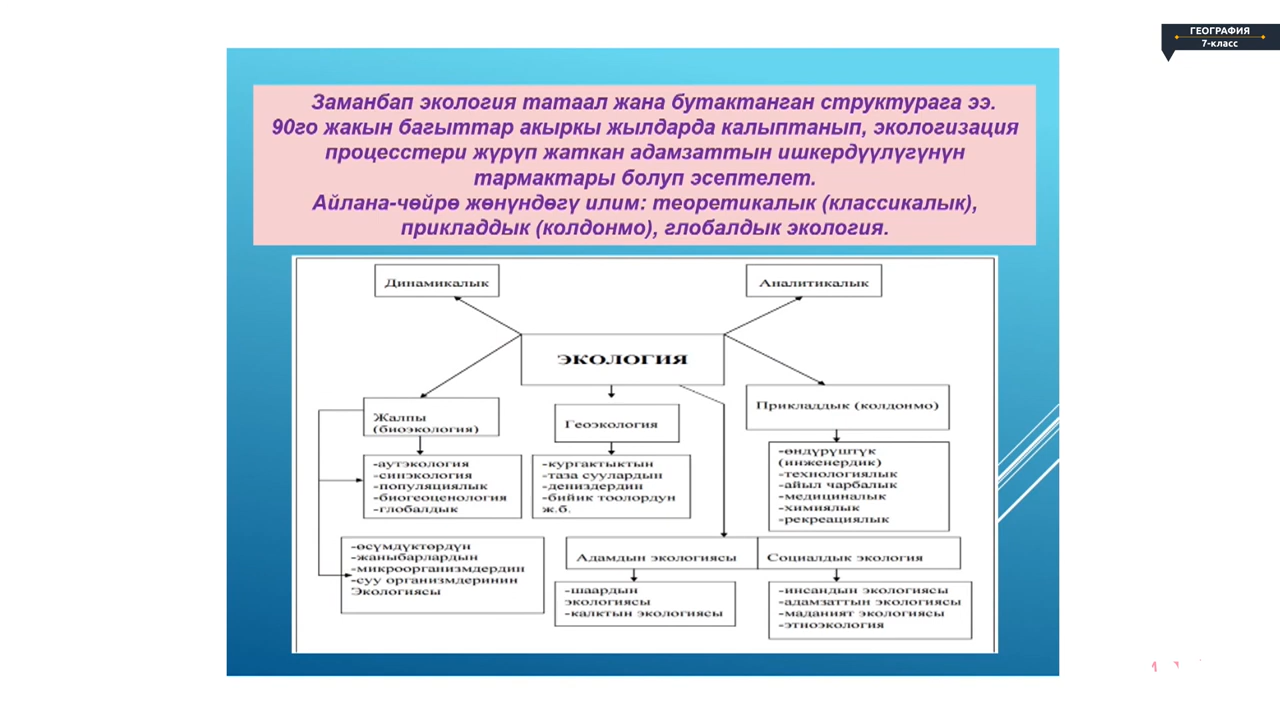 ГЕОГРАФИЯ
7-класс
Заманбап экология татаал жана бутактанган структурага ээ.
90го жакын багыттар акыркы жылдарда калыптанып, экологизация
процесстери жүрүп жаткан адамзаттын ишкердүүлүгүнүн
тармактары болуп эсептелет.
Айлана-чөйрө жөнүндөгү илим: теоретикалык (классикалык),
прикладдык (колдонмо), глобалдык экология.
Динамикалык
Аналитикалык
ЭКОЛОГИЯ
Жалпы
(биоэкология)
Геоэкология
Прикладдык (колдонмо)
-аутэкология
-синэкология
-популяциялык
-биогеоценология
-глобалдык
-кургактыктын
-таза суулардын
-дениздердин
-бийик тоолордун
ж.б.
-өндүрүштүк
(инженердик)
-технологиялык
-айыл чарбалык
-медициналык
-химиялык
-рекреациялык
-өсүмдүктөрдүн
-жаныбарлардын
-микроорганизмдердин
-суу организмдеринин
Экологиясы
Адамдын экологиясы
Социалдык экология
-шаардын
экологиясы
-калктын экологиясы
-инсандын экологиясы
-адамзаттын экологиясы
-маданият экологиясы
-этноэкология